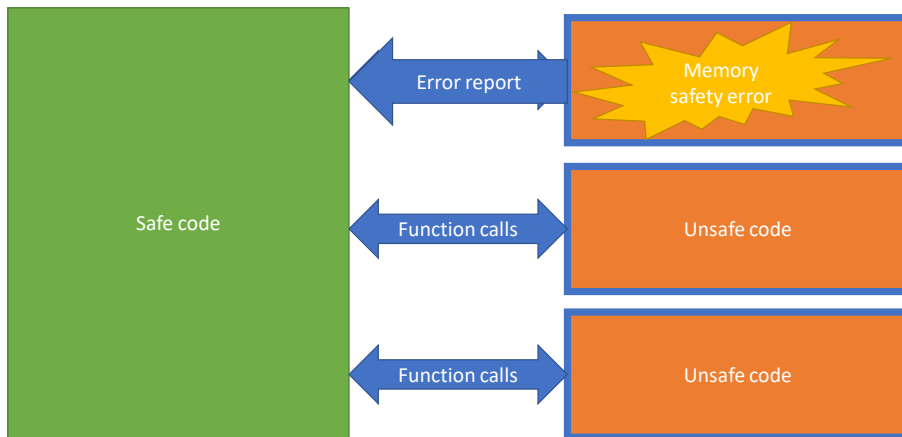 Safe code
Error report
Memory
safety error
Function calls
Unsafe code
Function calls
Unsafe code